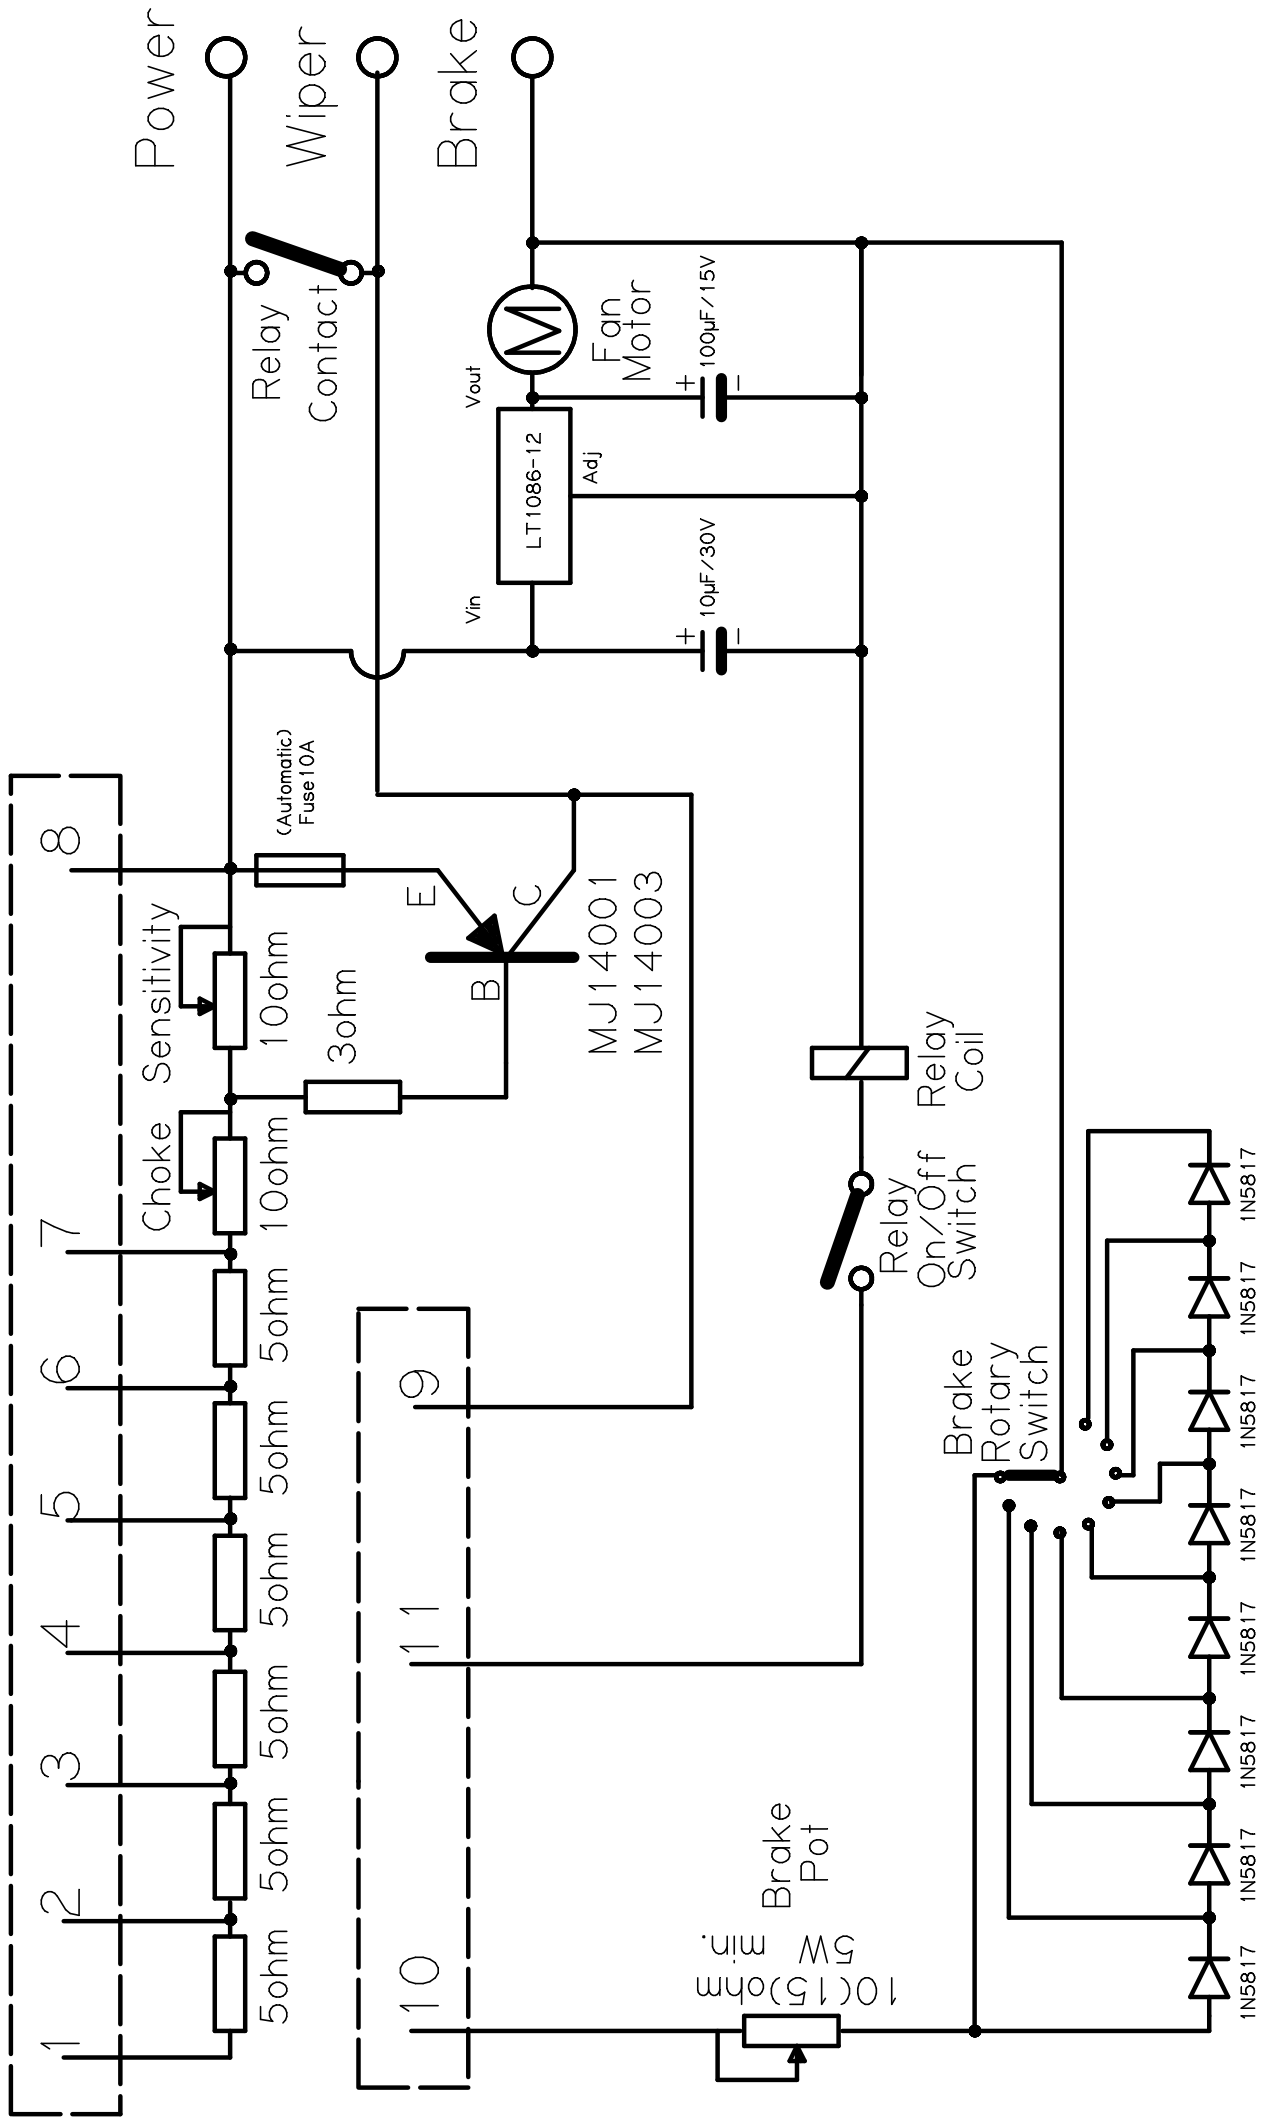 1
2
3
4
5
6
7
8
5ohm
5ohm
5ohm
5ohm
5ohm
5ohm
Choke
10ohm
Sensitivity
10ohm
3ohm
(Automatic)
Fuse10A
E
B
C
MJ14001
MJ14003
Relay
Contact
Power
Wiper
Brake
10
11
9
Vin
LT1086-12
Vout
Adj
M
Fan
Motor
+
10µF/30V
-
+
100µF/15V
-
Brake
Pot
10(15)ohm
5W min.
Relay
On/Off
Switch
Relay
Coil
Brake
Rotary
Switch
1N5817
1N5817
1N5817
1N5817
1N5817
1N5817
1N5817
1N5817